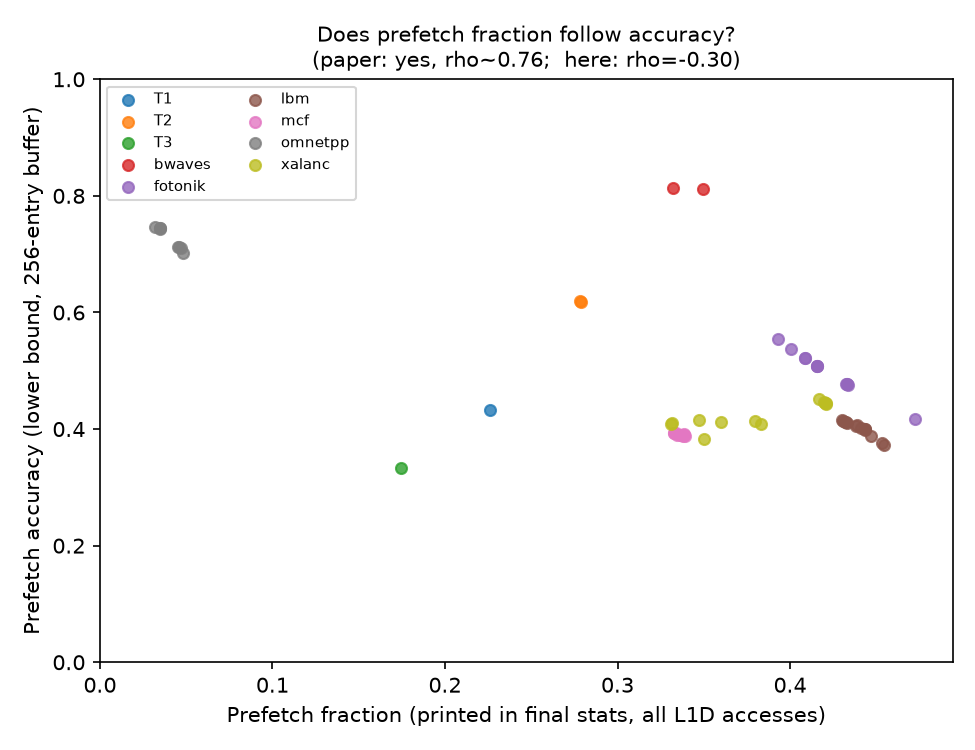 Does prefetch fraction follow accuracy?
(paper: yes, rho~0.76;  here: rho=-0.30)
Prefetch accuracy (lower bound, 256-entry buffer)
1.0
0.8
0.6
0.4
0.2
0.0
T1
T2
T3
bwaves
fotonik
lbm
mcf
omnetpp
xalanc
0.0
0.1
0.2
0.3
0.4
Prefetch fraction (printed in final stats, all L1D accesses)